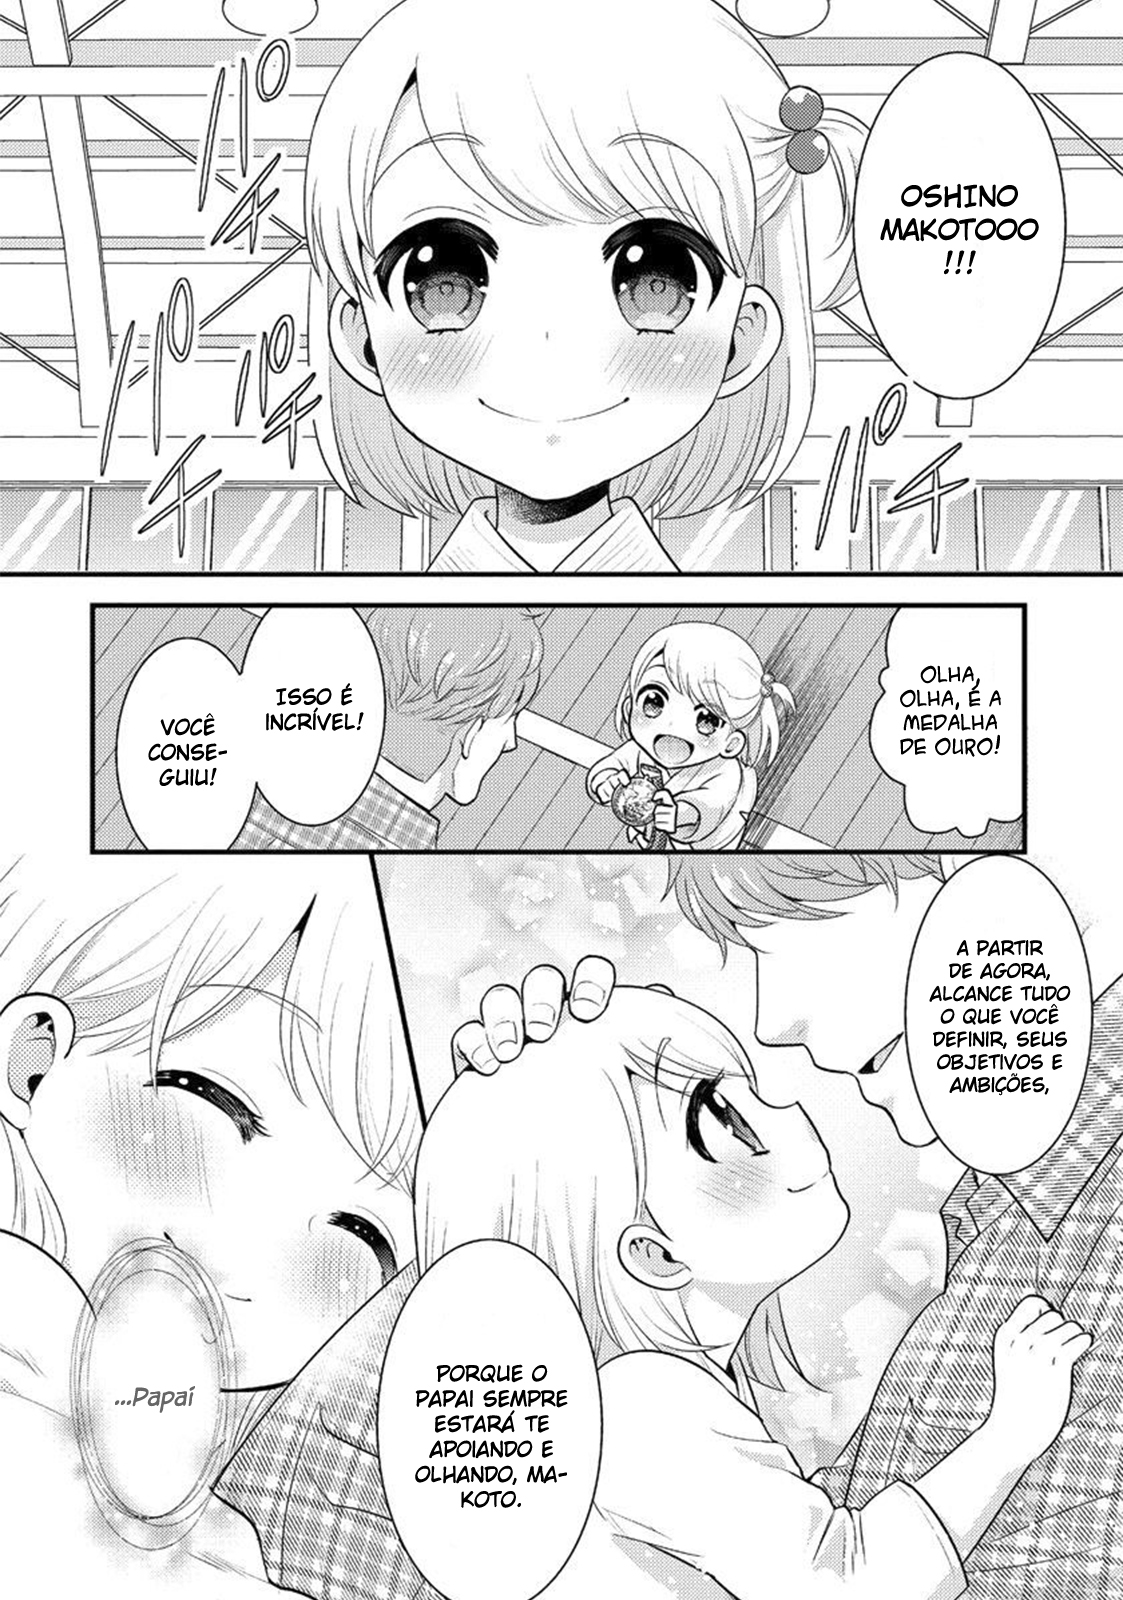 OSHINO
MAKOTOOO
!!!
パチ
パチ
パチ
パチ
OLHA,
OLHA, É A
MEDALHA
DE OURO!
ISSO É
INCRÍVEL!
VOCÊ
CONSE-
GUIU!
A PARTIR
DE AGORA,
ALCANCE TUDO
O QUE VOCÊ
DEFINIR, SEUS
OBJETIVOS E
AMBIÇÕES,
PORQUE O
PAPAI SEMPRE
ESTARÁ TE
APOIANDO E
OLHANDO, MA-
KOTO.
...Papai